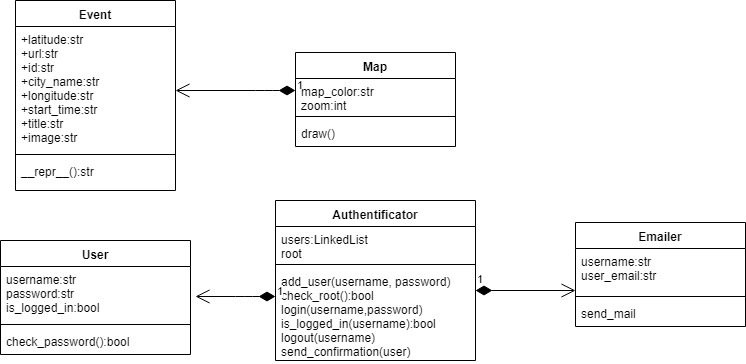 Event
+latitude:str
+url:str
+id:str
+city_name:str
+longitude:str
+start_time:str
+title:str
+image:str
__repr__():str
Map
1
map_color:str
zoom:int
draw()
User
username:str
password:str
is_logged_in:bool
check_password():bool
Authentificator
users:LinkedList
root
add_user(username, password)
1
check_root():bool
login(username,password)
is_logged_in(username):bool
logout(username)
send_confirmation(user)
1
Emailer
username:str
user_email:str
send_mail